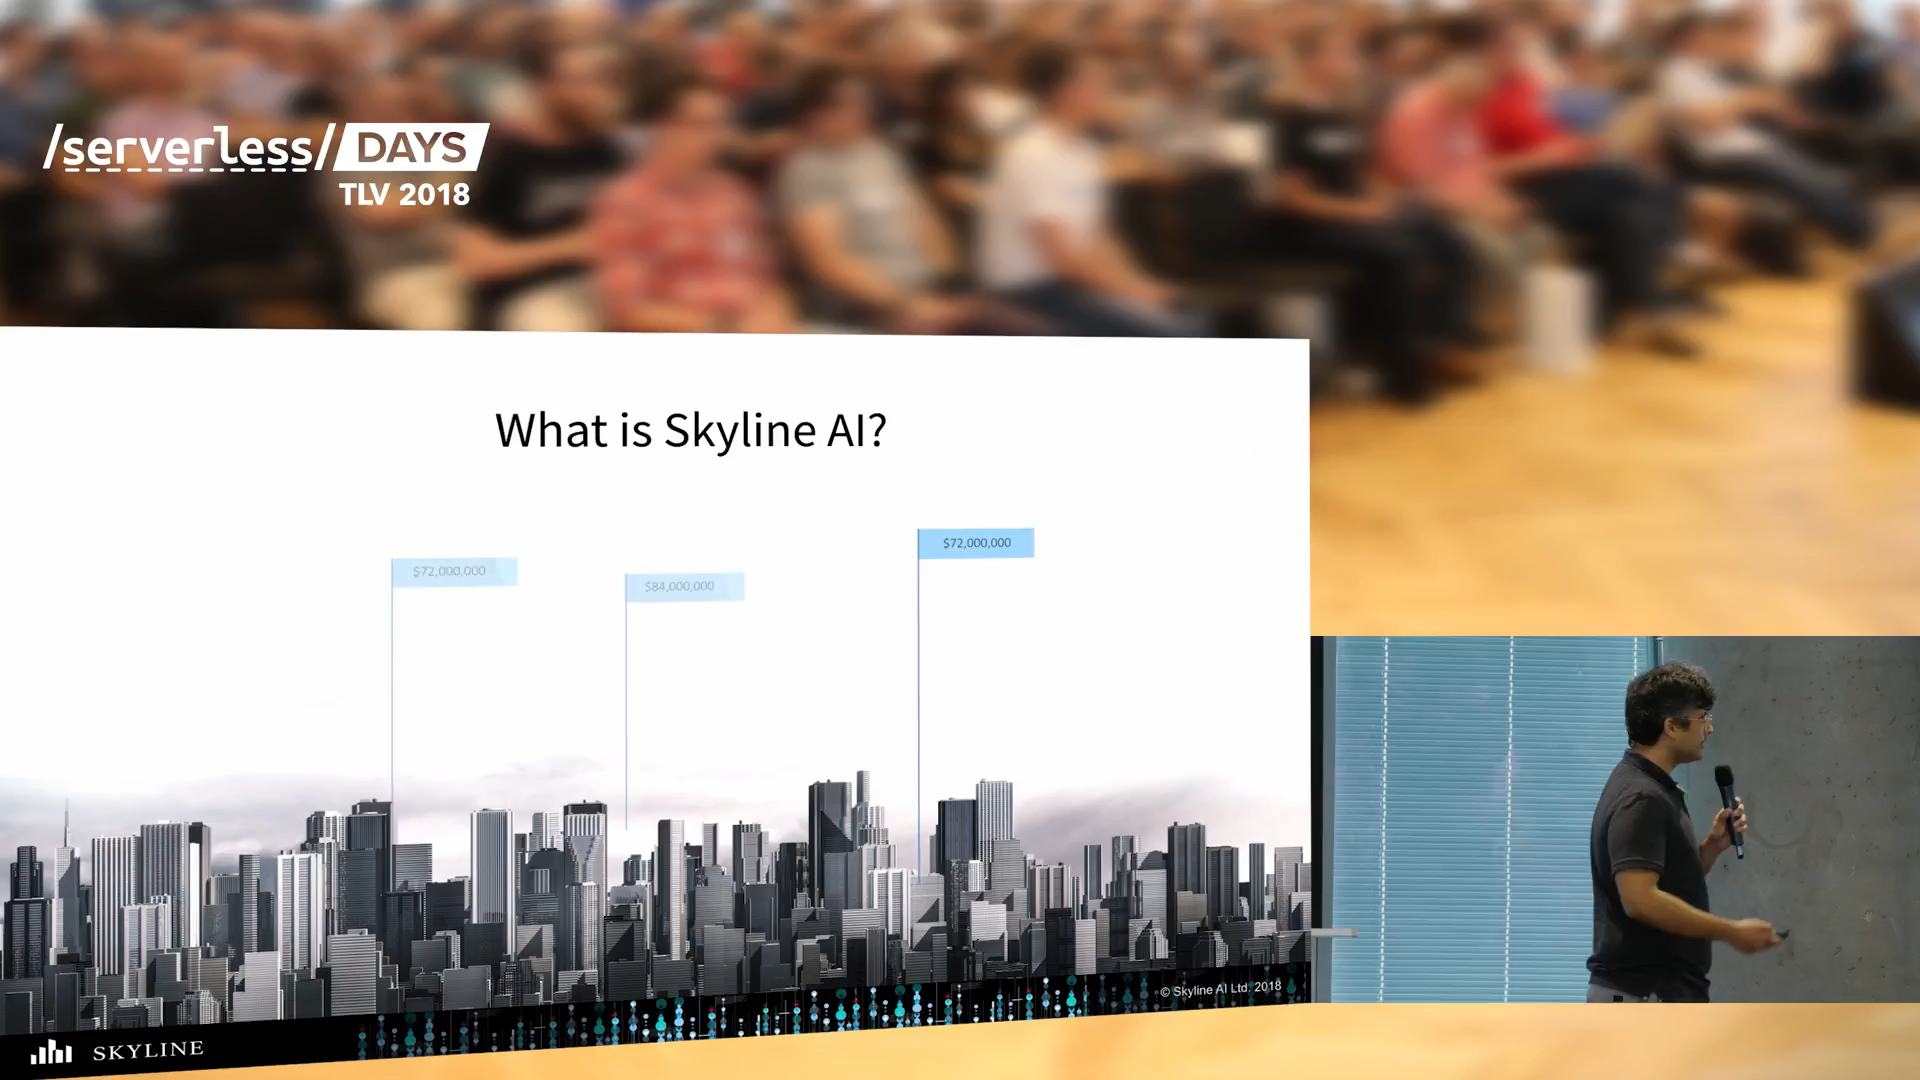 /serverless/ DAYS
TLV 2018
What is Skyline AI?
$72,000,000
$84,000,000
$72,000,000
© Skyline AI Ltd. 2018
SKYLINE